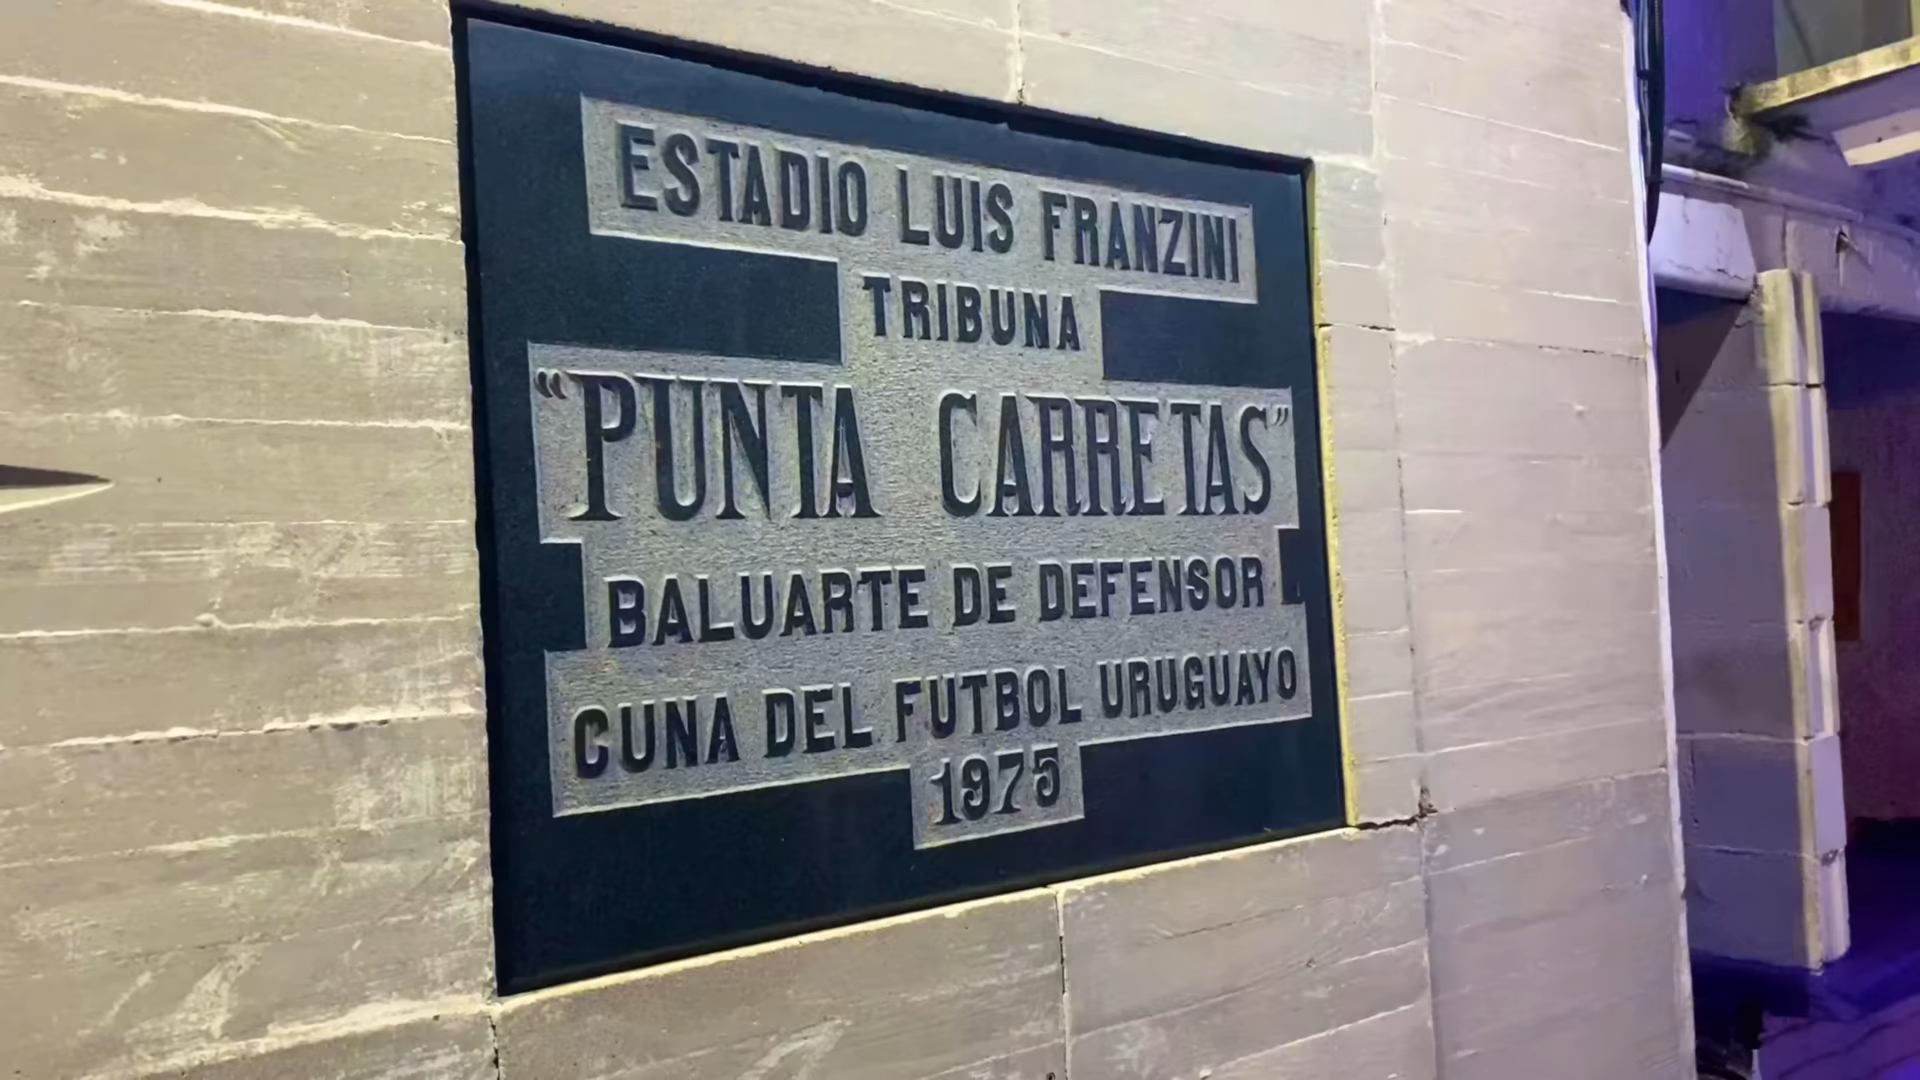 ESTADIO LUIS FRANZINI
TRIBUNA
“PUNTA CARRETAS”
BALUARTE DE DEFENSOR
CUNA DEL FUTBOL URUGUAYO
1975